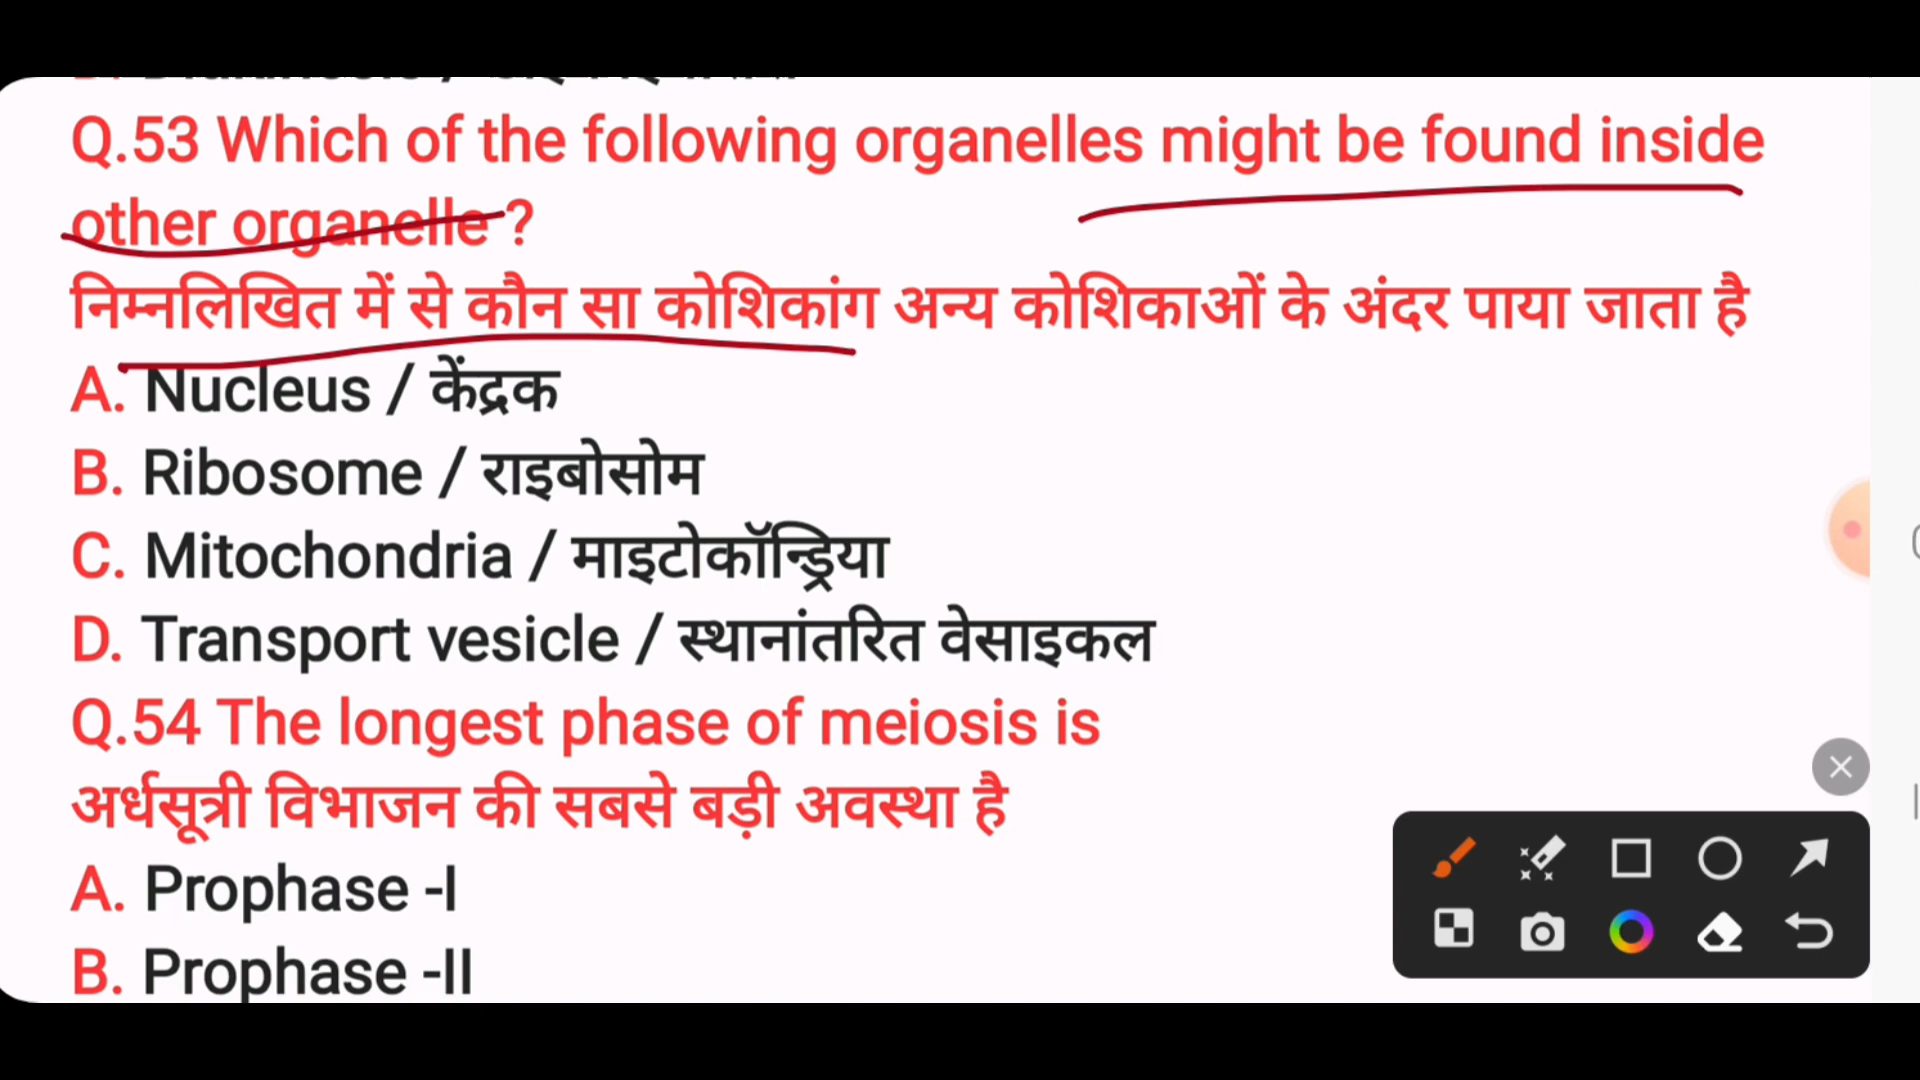 Q.53 Which of the following organelles might be found inside
other organelle ?
निम्नलिखित में से कौन सा कोशिकांग अन्य कोशिकाओं के अंदर पाया जाता है
A. Nucleus / केंद्रक
B. Ribosome / राइबोसोम
C. Mitochondria / माइटोकॉन्ड्रिया
D. Transport vesicle / स्थानांतरित वेसाइकल
Q.54 The longest phase of meiosis is
अर्धसूत्री विभाजन की सबसे बड़ी अवस्था है
A. Prophase -I
B. Prophase -II